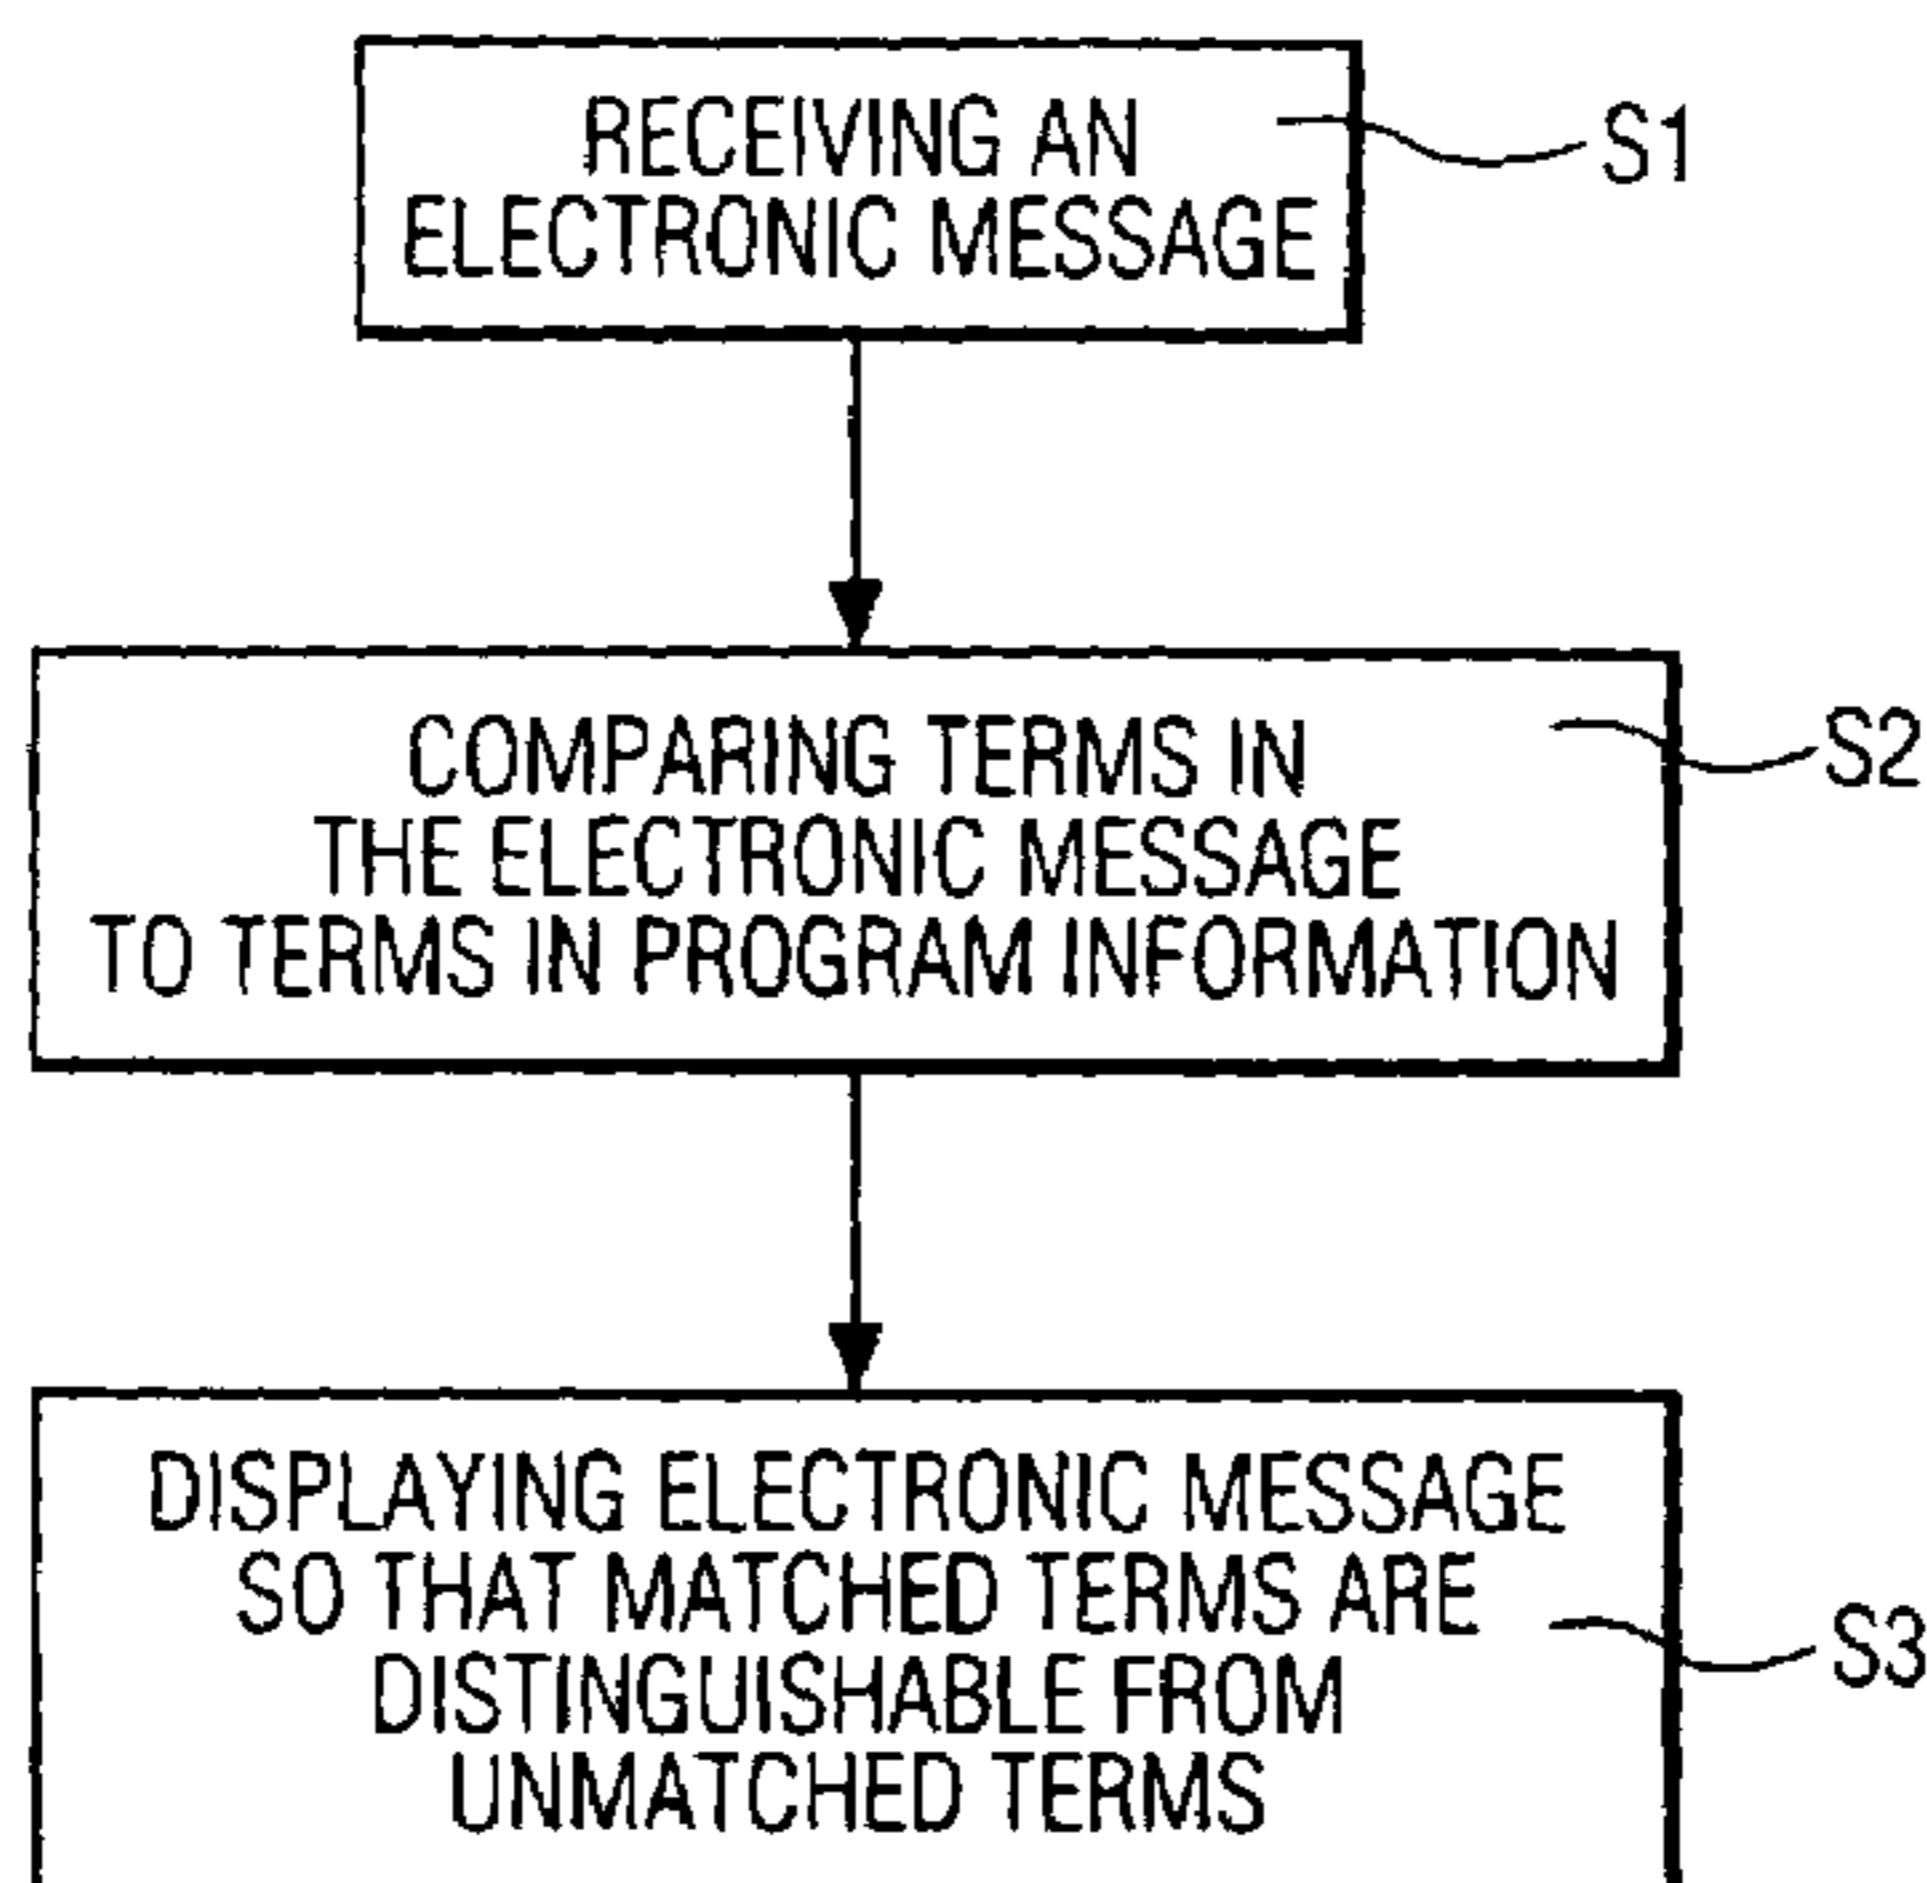 RECEIVING AN
ELECTRONIC MESSAGE
S1
COMPARING TERMS IN
THE ELECTRONIC MESSAGE
TO TERMS IN PROGRAM INFORMATION
S2
DISPLAYING ELECTRONIC MESSAGE
SO THAT MATCHED TERMS ARE
DISTINGUISHABLE FROM
UNMATCHED TERMS
S3